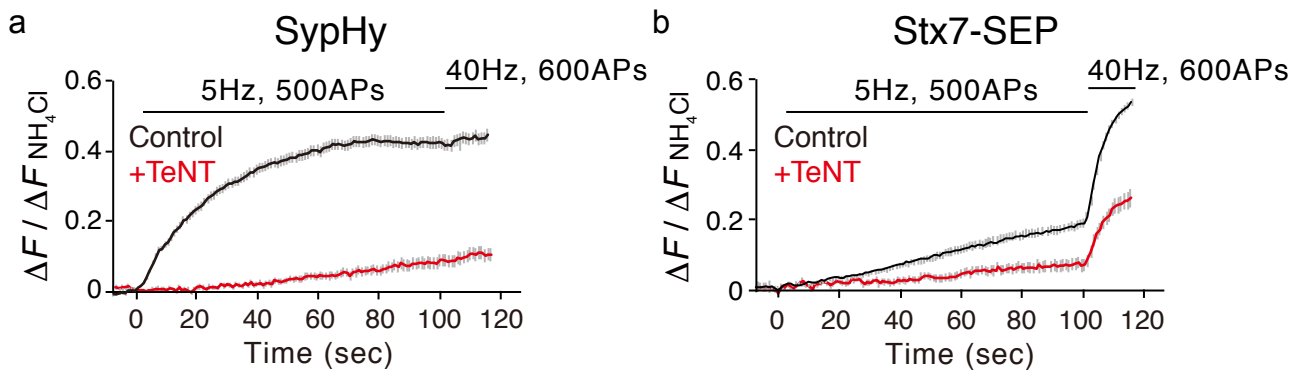 a
SypHy
40Hz, 600APs
5Hz, 500APs
Control
+TeNT
ΔF / ΔF NH4Cl
0.6
0.4
0.2
0
0 20 40 60 80 100 120
Time (sec)
b
Stx7-SEP
40Hz, 600APs
5Hz, 500APs
Control
+TeNT
ΔF / ΔF NH4Cl
0.6
0.4
0.2
0
0 20 40 60 80 100 120
Time (sec)